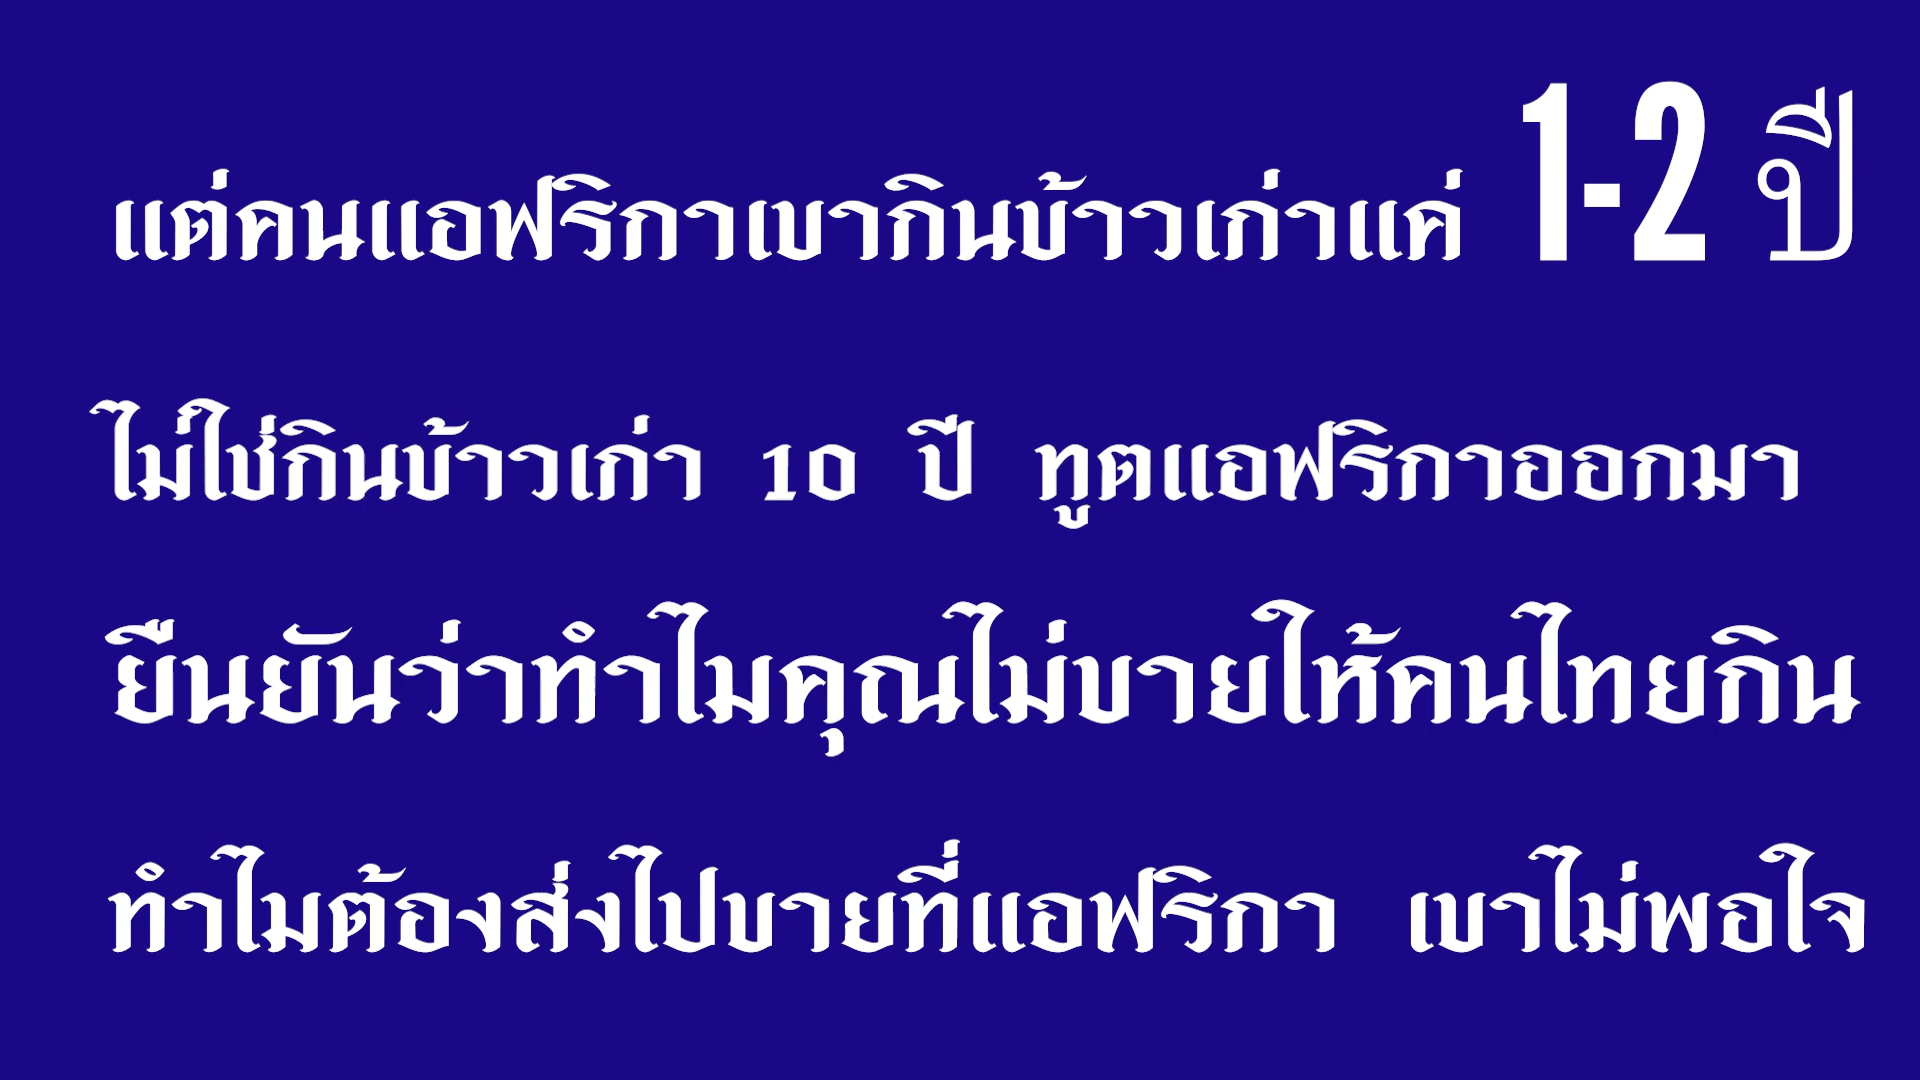 แต่คนแอฟริกาเขากินข้าวเก่าแค่ 1-2 ปี
ไม่ใช่กินข้าวเก่า 10 ปี ทูตแอฟริกาออกมา
ยืนยันว่าทำไมคุณไม่ขายให้คนไทยกิน
ทำไมต้องส่งไปขายที่แอฟริกา เขาไม่พอใจ